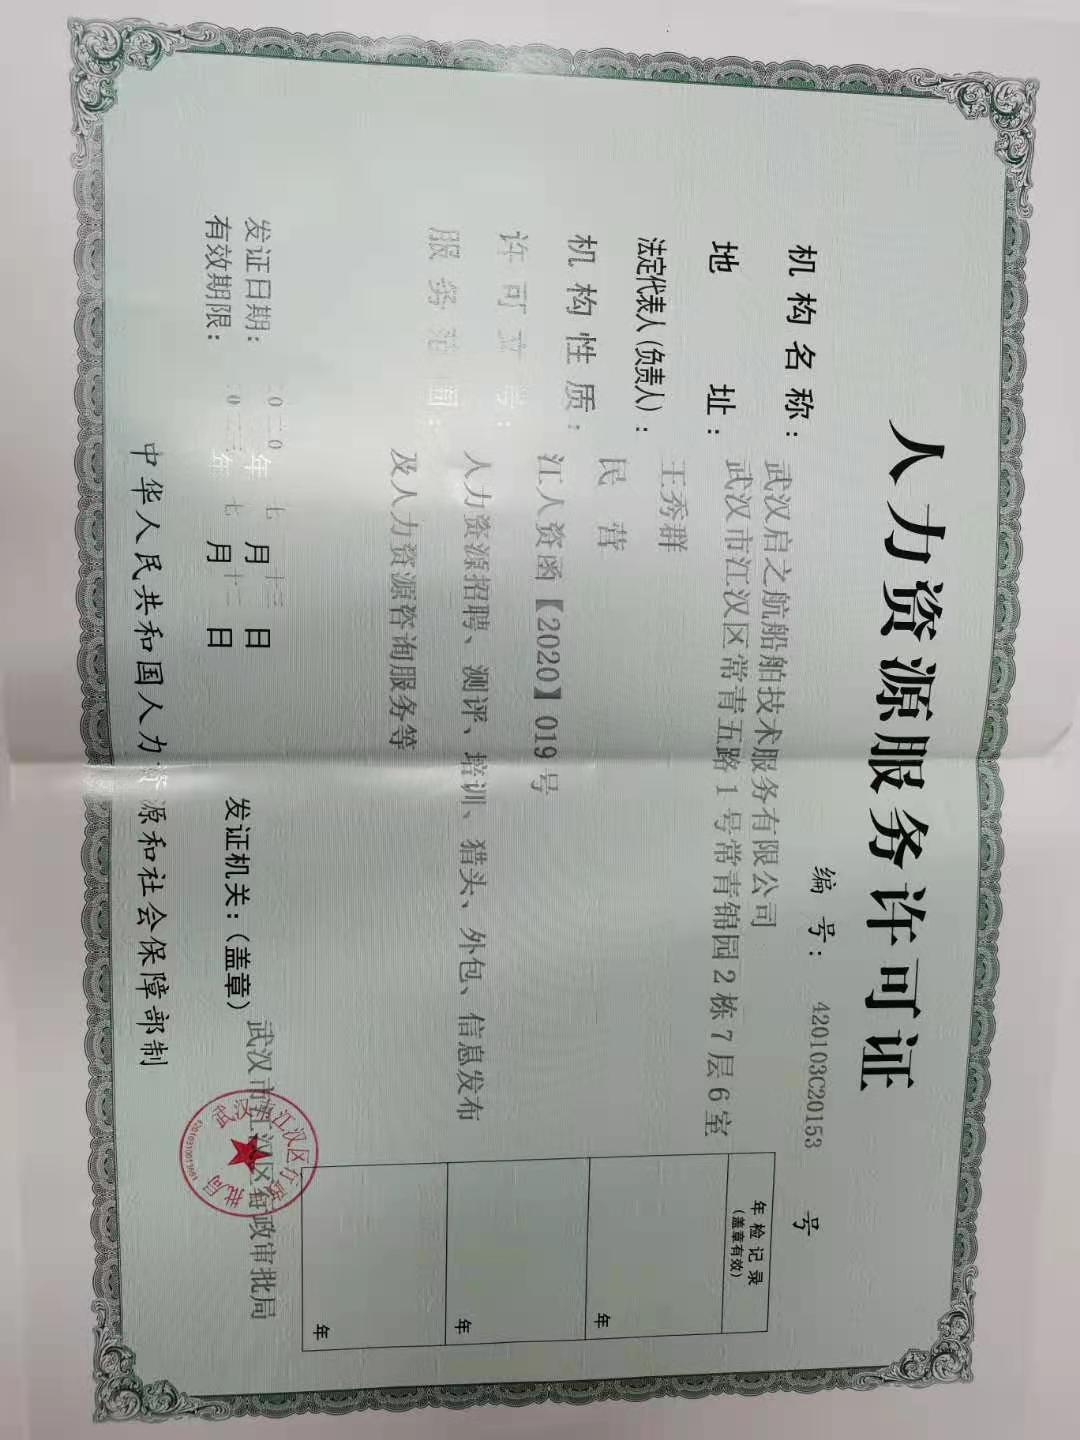 人力资源服务许可证
编号: 420103C20153 号
机构名称: 武汉启之航船舶技术服务有限公司
地址: 武汉市江汉区常青五路1号常青锦园2栋7层6室
法定代表人(负责人): 王秀群
机构性质: 民营
许可文号: 江人资函【2020】019号
服务范围: 人力资源招聘、测评、培训、猎头、外包、信息发布
及人力资源咨询服务等
年检记录
(盖章有效)
年
年
年
发证日期: 二〇二〇年七月十三日
有效期限: 二〇二三年七月十二日
发证机关:(盖章) 武汉市江汉区行政审批局
中华人民共和国人力资源和社会保障部制